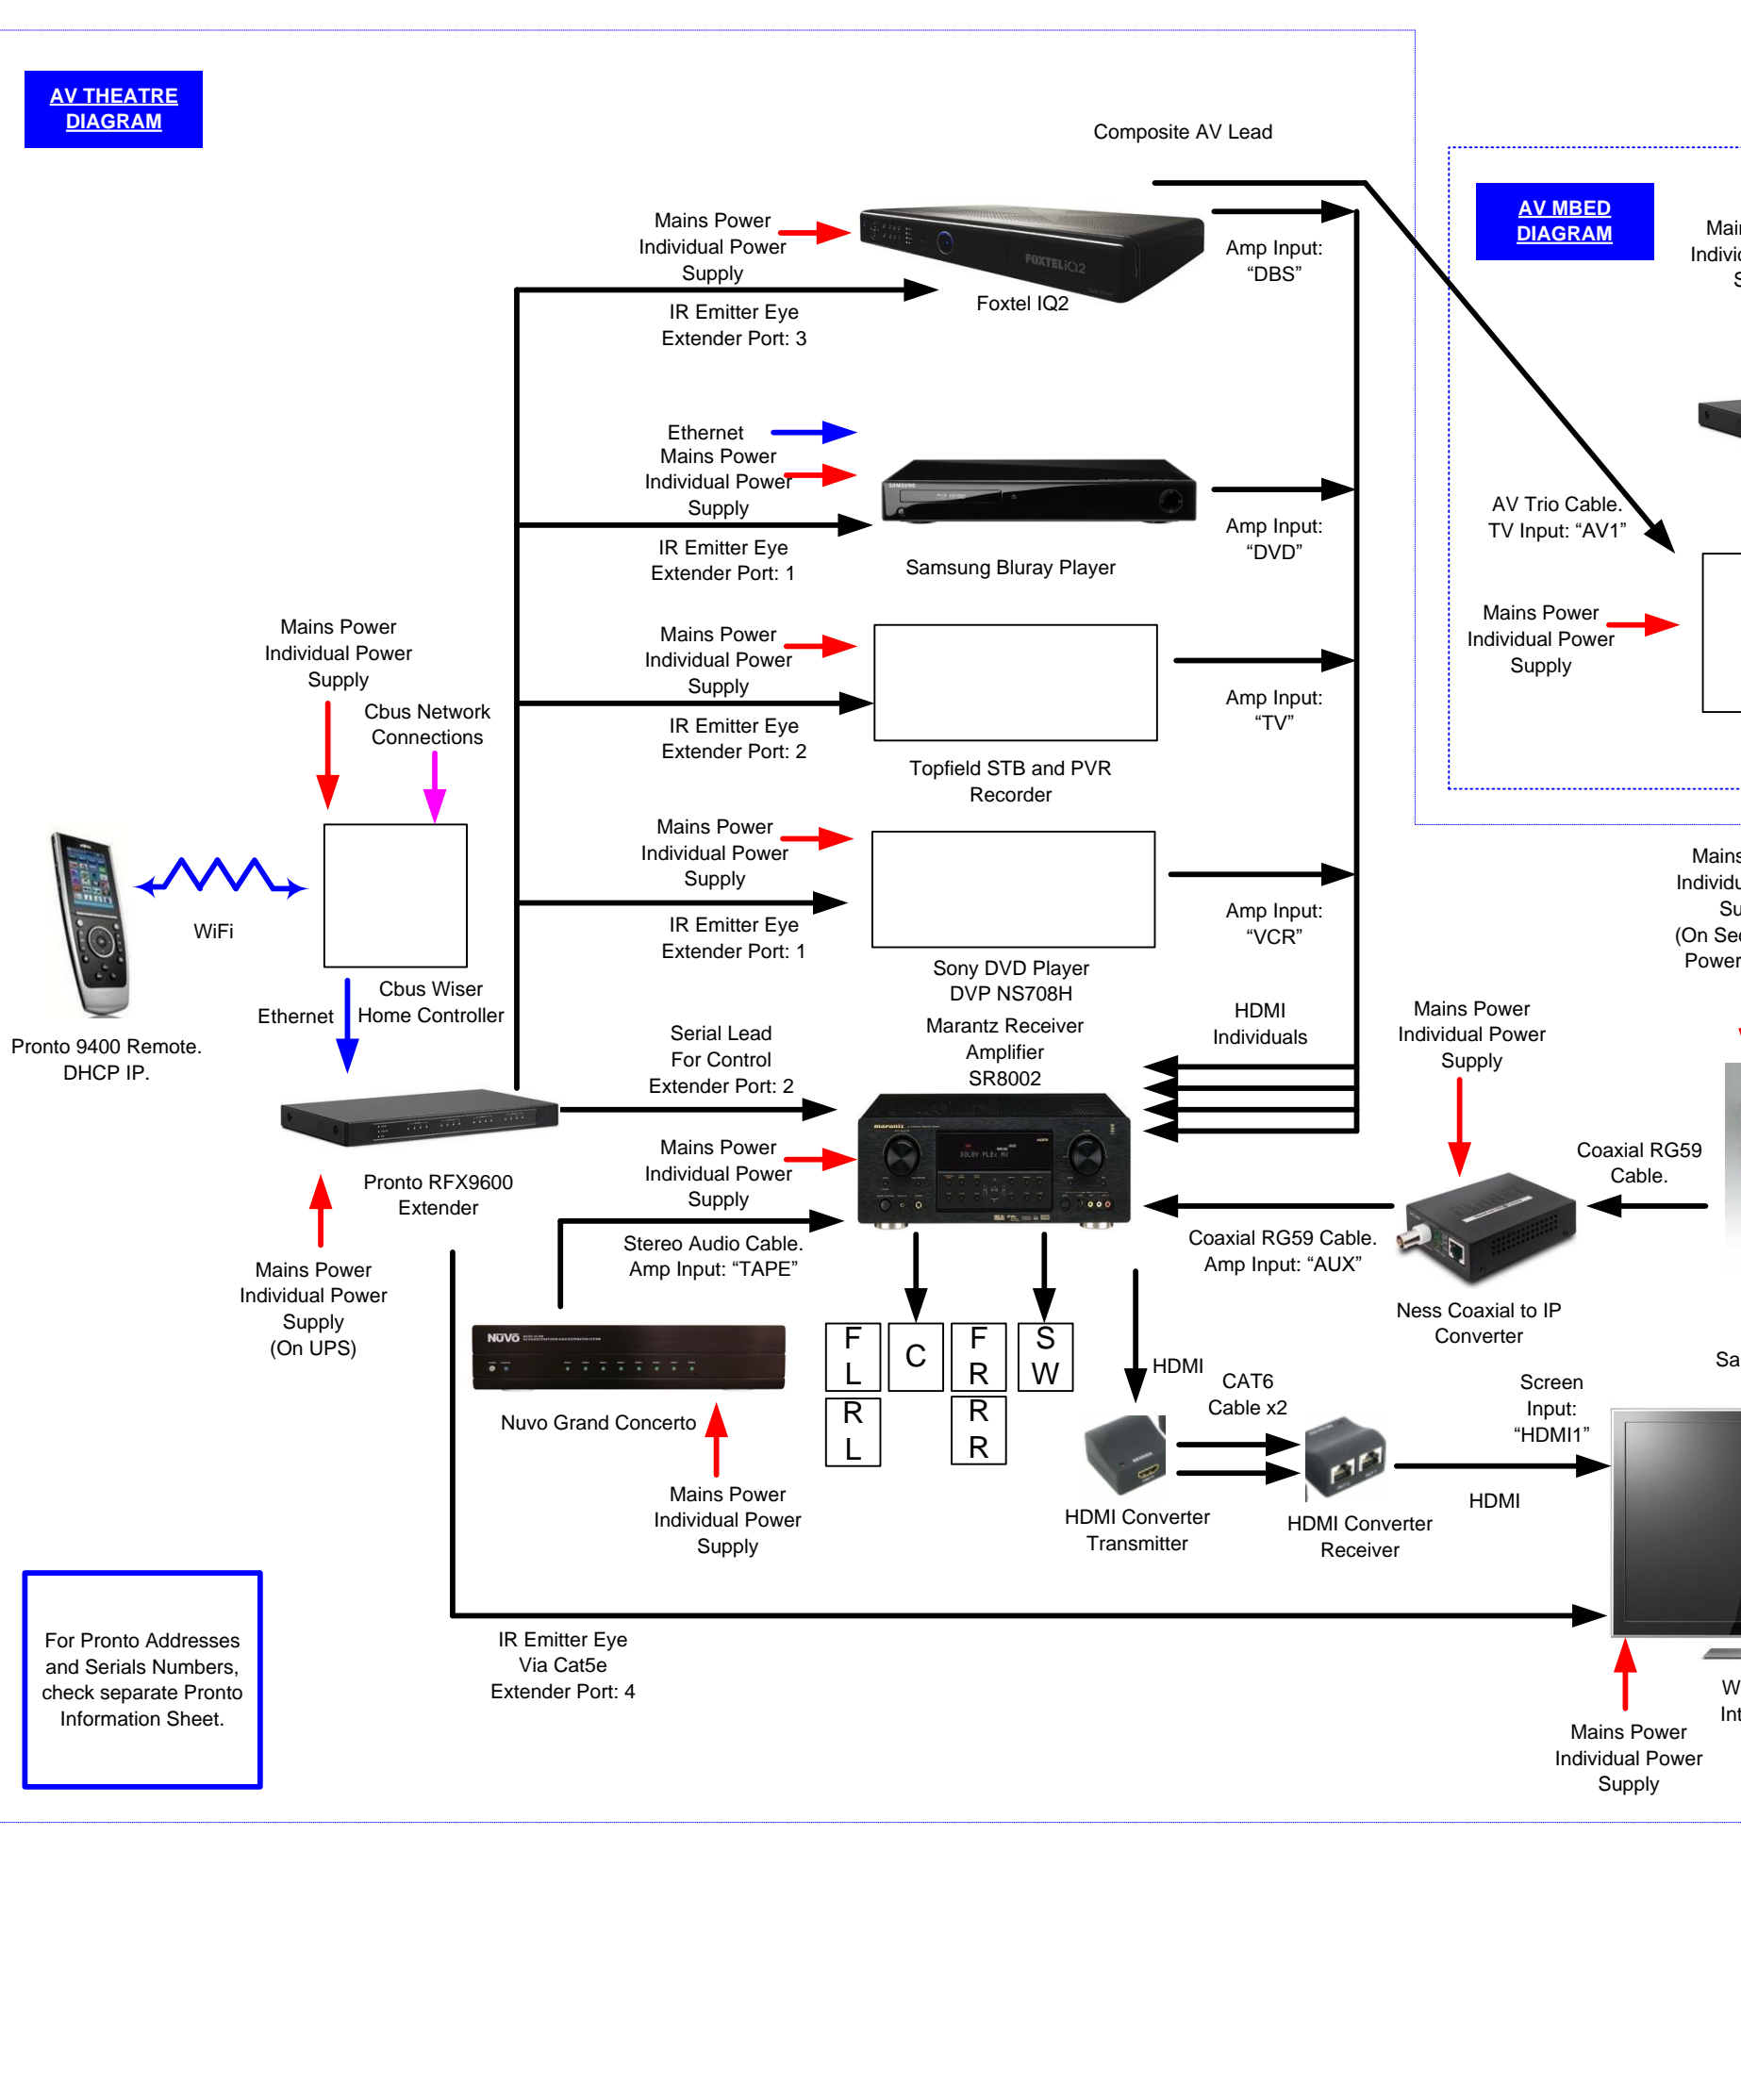 AV THEATRE
DIAGRAM
Composite AV Lead
AV MBED
DIAGRAM
Mains Power
Individual Power
Supply
Amp Input:
“DBS”
FOXTELiQ2
Foxtel IQ2
IR Emitter Eye
Extender Port: 3
Ethernet
Mains Power
Individual Power
Supply
SAMSUNG
Amp Input:
“DVD”
IR Emitter Eye
Extender Port: 1
Samsung Bluray Player
AV Trio Cable.
TV Input: “AV1”
Mains Power
Individual Power
Supply
Mains Power
Individual Power
Supply
Amp Input:
“TV”
IR Emitter Eye
Extender Port: 2
Topfield STB and PVR
Recorder
Mains Power
Individual Power
Supply
Cbus Network
Connections
Mains Power
Individual Power
Supply
Amp Input:
“VCR”
IR Emitter Eye
Extender Port: 1
Sony DVD Player
DVP NS708H
WiFi
Cbus Wiser
Home Controller
Ethernet
Pronto 9400 Remote.
DHCP IP.
Serial Lead
For Control
Extender Port: 2
Marantz Receiver
Amplifier
SR8002
HDMI
Individuals
Mains Power
Individual Power
Supply
Mains
(On
Power
marantz
Mains Power
Individual Power
Supply
Pronto RFX9600
Extender
Coaxial RG59
Cable.
Stereo Audio Cable.
Amp Input: “TAPE”
Coaxial RG59 Cable.
Amp Input: “AUX”
Mains Power
Individual Power
Supply
(On UPS)
Ness Coaxial to IP
Converter
NUVO
Nuvo Grand Concerto
F
L
C
F
R
S
W
R
L
R
R
HDMI
CAT6
Cable x2
Screen
Input:
“HDMI1”
Mains Power
Individual Power
Supply
HDMI Converter
Transmitter
HDMI Converter
Receiver
HDMI
For Pronto Addresses
and Serials Numbers,
check separate Pronto
Information Sheet.
IR Emitter Eye
Via Cat5e
Extender Port: 4
Mains Power
Individual Power
Supply